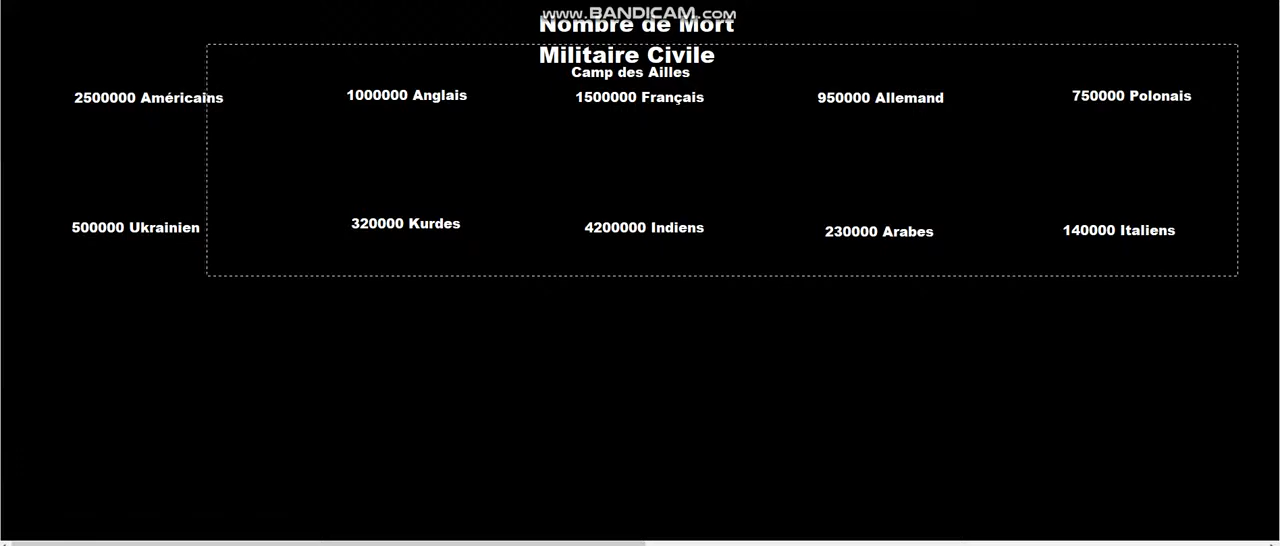 www.BANDICAM.com
Nombre de Mort
Militaire Civile
Camp des Ailles
2500000 Américains
1000000 Anglais
1500000 Français
950000 Allemand
750000 Polonais
500000 Ukrainien
320000 Kurdes
4200000 Indiens
230000 Arabes
140000 Italiens